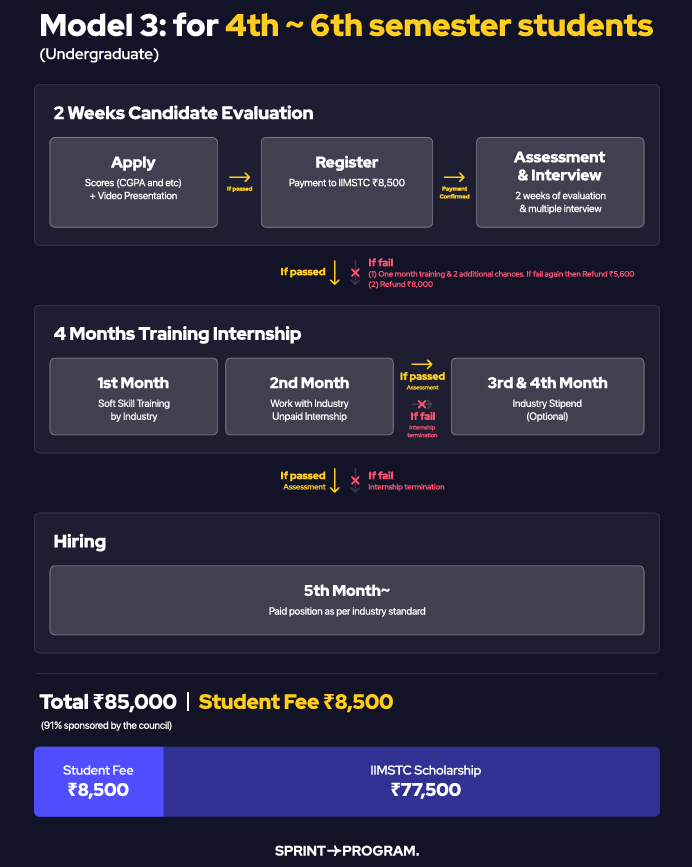 Model 3: for 4th ~ 6th semester students
(Undergraduate)
2 Weeks Candidate Evaluation
Apply
Scores (CGPA and etc)
+ Video Presentation
If passed
Register
Payment to IIMSTC ₹8,500
Payment
Confirmed
Assessment
& Interview
2 weeks of evaluation
& multiple interview
If passed
If fail
(1) One month training & 2 additional chances. If fail again then Refund ₹5,600
(2) Refund ₹8,000
4 Months Training Internship
1st Month
Soft Skill Training
by Industry
2nd Month
Work with Industry
Unpaid Internship
If passed
Assessment
If fail
Internship
termination
3rd & 4th Month
Industry Stipend
(Optional)
If passed
Assessment
If fail
Internship termination
Hiring
5th Month~
Paid position as per industry standard
Total ₹85,000 | Student Fee ₹8,500
(91% sponsored by the council)
Student Fee
₹8,500
IIMSTC Scholarship
₹77,500
SPRINT→PROGRAM.